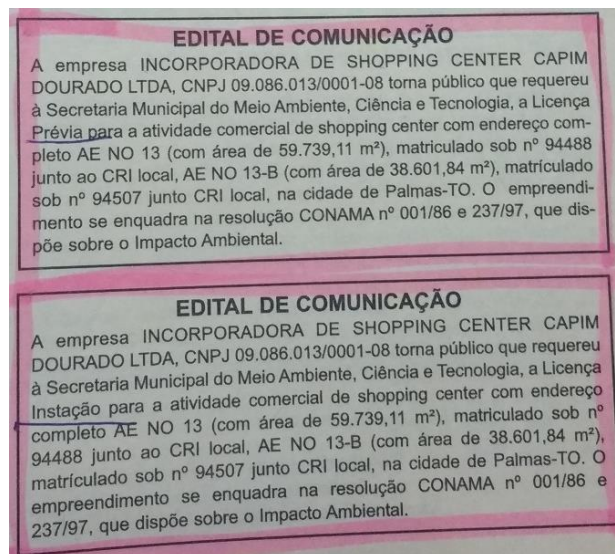 EDITAL DE COMUNICAÇÃO
A empresa INCORPORADORA DE SHOPPING CENTER CAPIM
DOURADO LTDA, CNPJ 09.086.013/0001-08 torna público que requereu
à Secretaria Municipal do Meio Ambiente, Ciência e Tecnologia, a Licença
Prévia para a atividade comercial de shopping center com endereço com-
pleto AE NO 13 (com área de 59.739,11 m²), matriculado sob nº 94488
junto ao CRI local, AE NO 13-B (com área de 38.601,84 m²), matrículado
sob nº 94507 junto CRI local, na cidade de Palmas-TO. O empreendi-
mento se enquadra na resolução CONAMA nº 001/86 e 237/97, que dis-
põe sobre o Impacto Ambiental.
EDITAL DE COMUNICAÇÃO
A empresa INCORPORADORA DE SHOPPING CENTER CAPIM
DOURADO LTDA, CNPJ 09.086.013/0001-08 torna público que requereu
à Secretaria Municipal do Meio Ambiente, Ciência e Tecnologia, a Licença
Instação para a atividade comercial de shopping center com endereço
completo AE NO 13 (com área de 59.739,11 m²), matriculado sob nº
94488 junto ao CRI local, AE NO 13-B (com área de 38.601,84 m²),
matrículado sob nº 94507 junto CRI local, na cidade de Palmas-TO. O
empreendimento se enquadra na resolução CONAMA nº 001/86 e
237/97, que dispõe sobre o Impacto Ambiental.